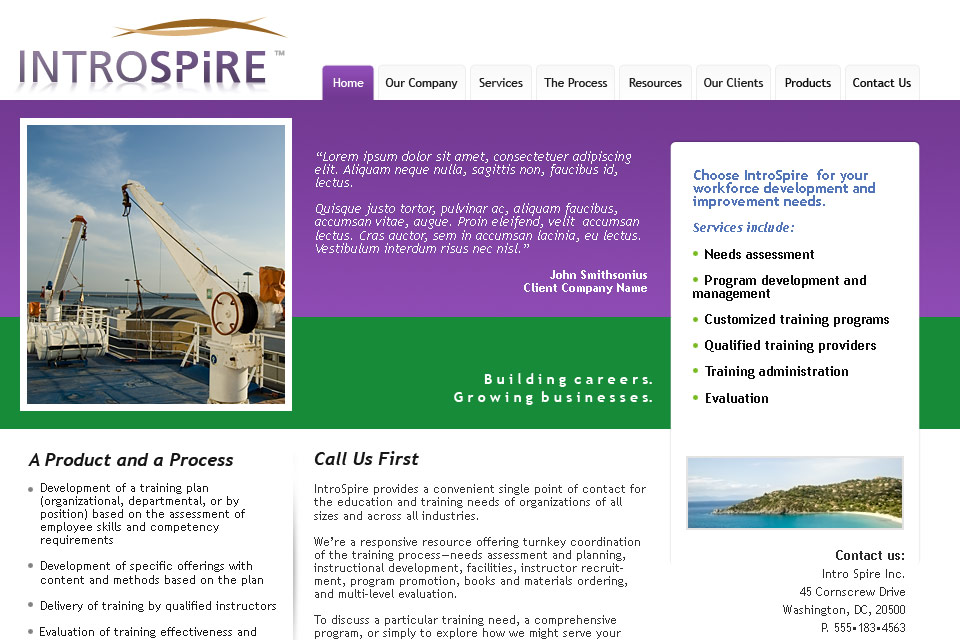 INTROSPiRE™
Home
Our Company
Services
The Process
Resources
Our Clients
Products
Contact Us
“Lorem ipsum dolor sit amet, consectetuer adipiscing
elit. Aliquam neque nulla, sagittis non, faucibus id,
lectus.
Quisque justo tortor, pulvinar ac, aliquam faucibus,
accumsan vitae, augue. Proin eleifend, velit accumsan
lectus. Cras auctor, sem in accumsan lacinia, eu lectus.
Vestibulum interdum risus nec nisl.”
John Smithsonius
Client Company Name
Building careers.
Growing businesses.
Choose IntroSpire for your
workforce development and
improvement needs.
Services include:
• Needs assessment
• Program development and
management
• Customized training programs
• Qualified training providers
• Training administration
• Evaluation
A Product and a Process
• Development of a training plan
(organizational, departmental, or by
position) based on the assessment of
employee skills and competency
requirements
• Development of specific offerings with
content and methods based on the plan
• Delivery of training by qualified instructors
• Evaluation of training effectiveness and
Call Us First
IntroSpire provides a convenient single point of contact for
the education and training needs of organizations of all
sizes and across all industries.
We’re a responsive resource offering turnkey coordination
of the training process—needs assessment and planning,
instructional development, facilities, instructor recruit-
ment, program promotion, books and materials ordering,
and multi-level evaluation.
To discuss a particular training need, a comprehensive
program, or simply to explore how we might serve your
Contact us:
Intro Spire Inc.
45 Cornscrew Drive
Washington, DC, 20500
P. 555•183•4563